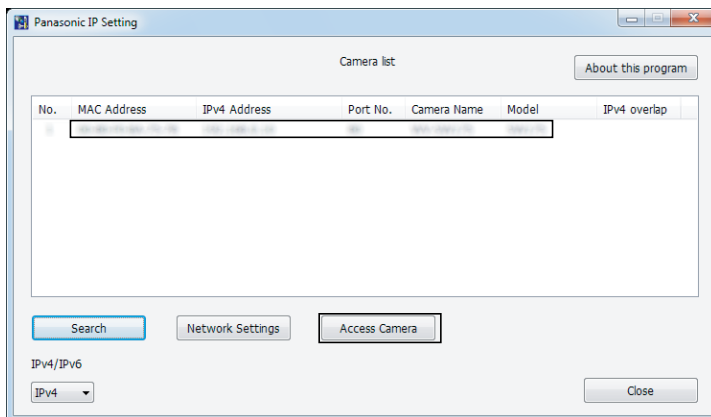 Panasonic IP Setting
Camera list
About this program
No. MAC Address IPv4 Address Port No. Camera Name Model IPv4 overlap
Search Network Settings Access Camera
IPv4/IPv6
IPv4 Close